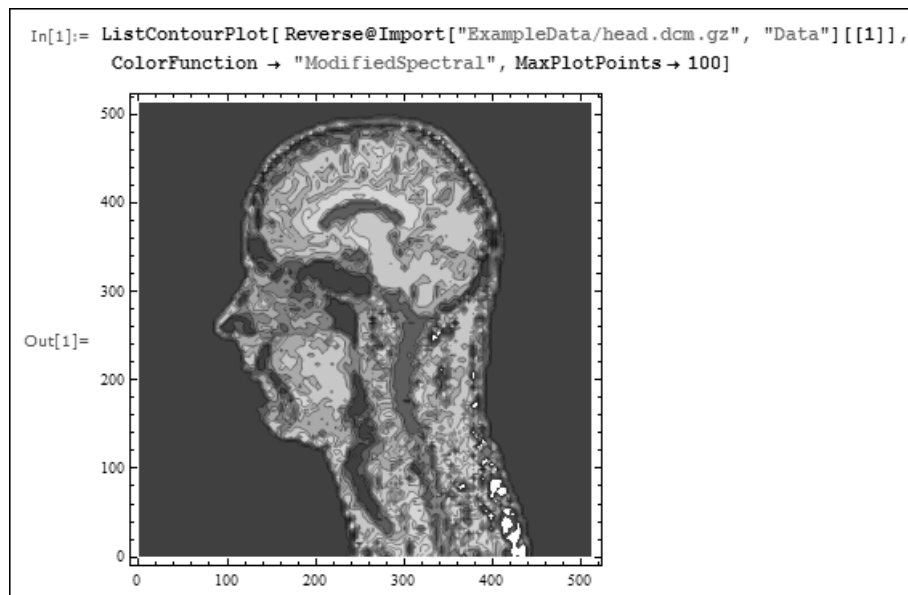 In[1]:= ListContourPlot[Reverse@Import["ExampleData/head.dcm.gz", "Data"][[1]],
ColorFunction → "ModifiedSpectral", MaxPlotPoints → 100]
500
400
300
Out[1]=
200
100
0
0 100 200 300 400 500